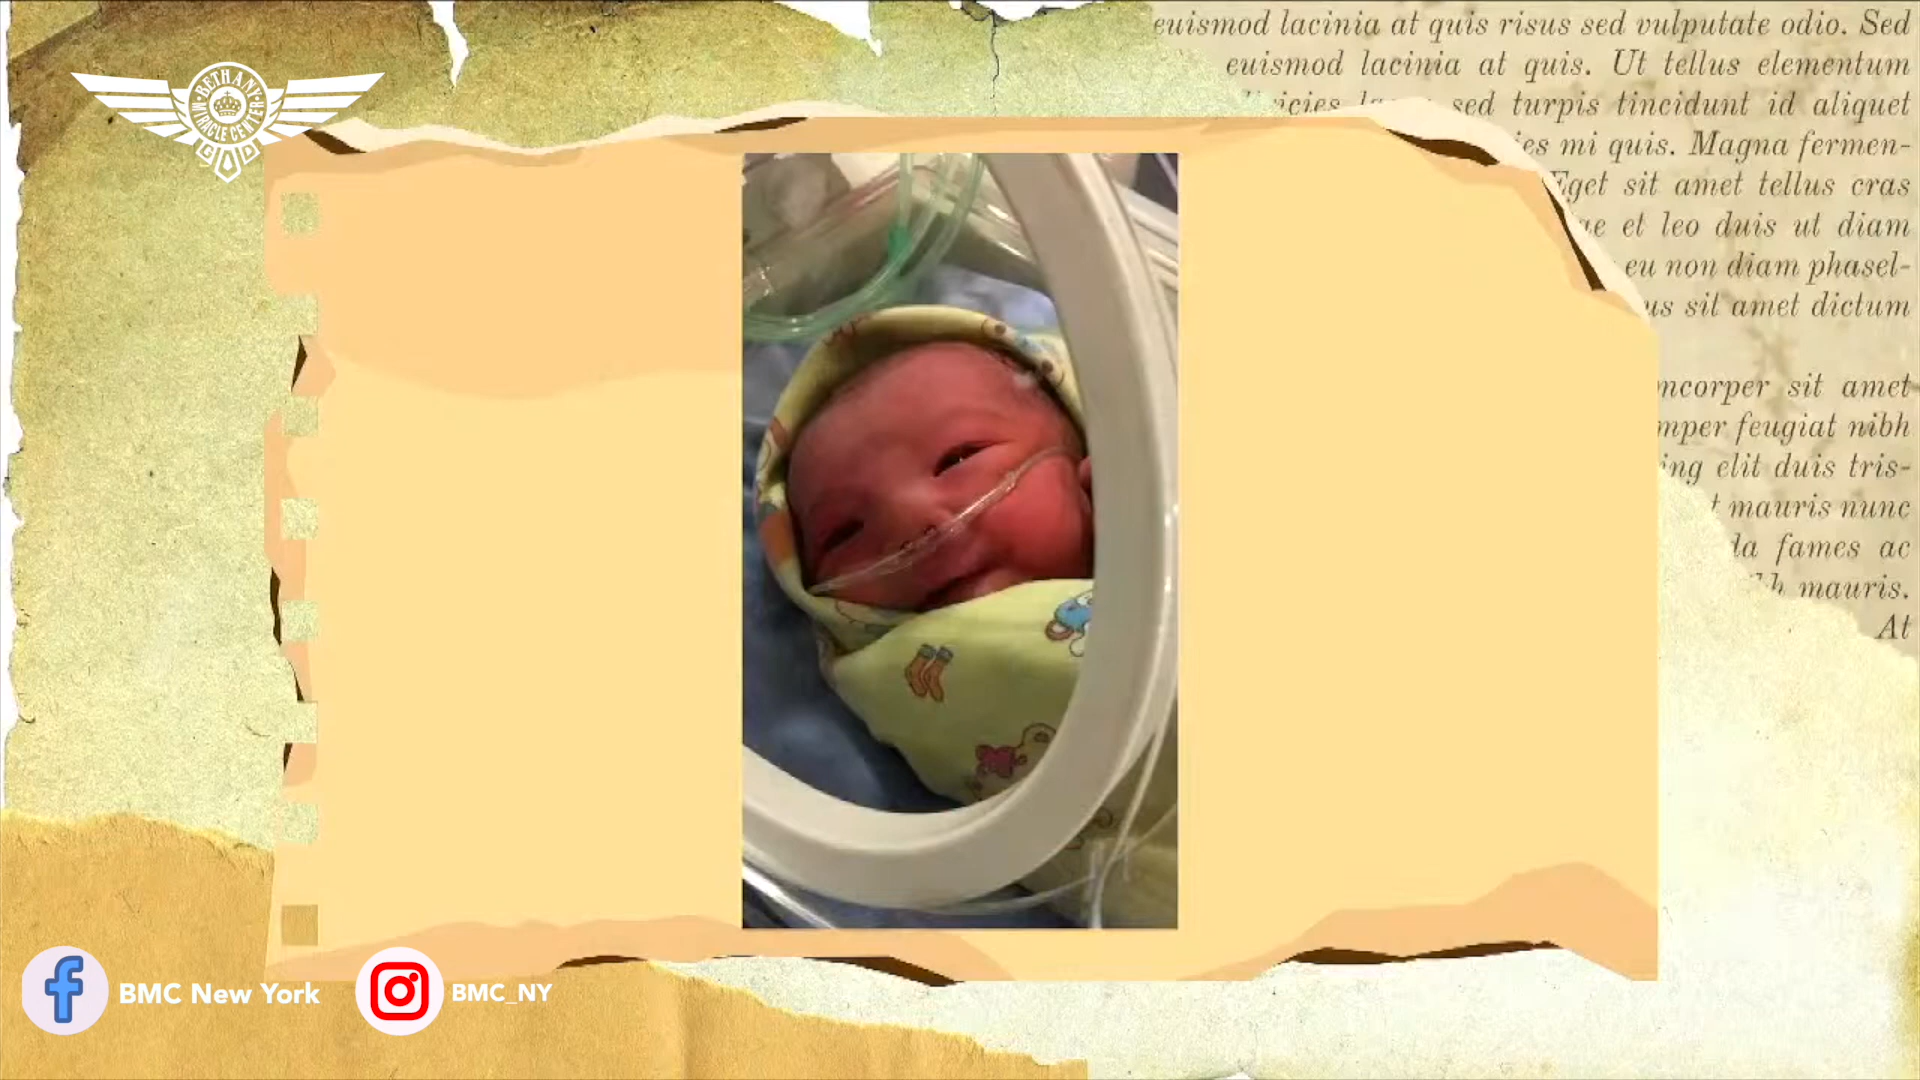 euismod lacinia at quis risus sed vulputate odio. Sed
euismod lacinia at quis. Ut tellus elementum
sed turpis tincidunt id aliquet
mi quis. Magna fermen-
Eget sit amet tellus cras
et leo duis ut diam
eu non diam phasel-
sit amet dictum
sit amet
feugiat nibh
elit duis tris-
mauris nunc
fames ac
mauris.
At
BETHANY
MIRACLE CENTER
GOD
BMC New York
BMC_NY